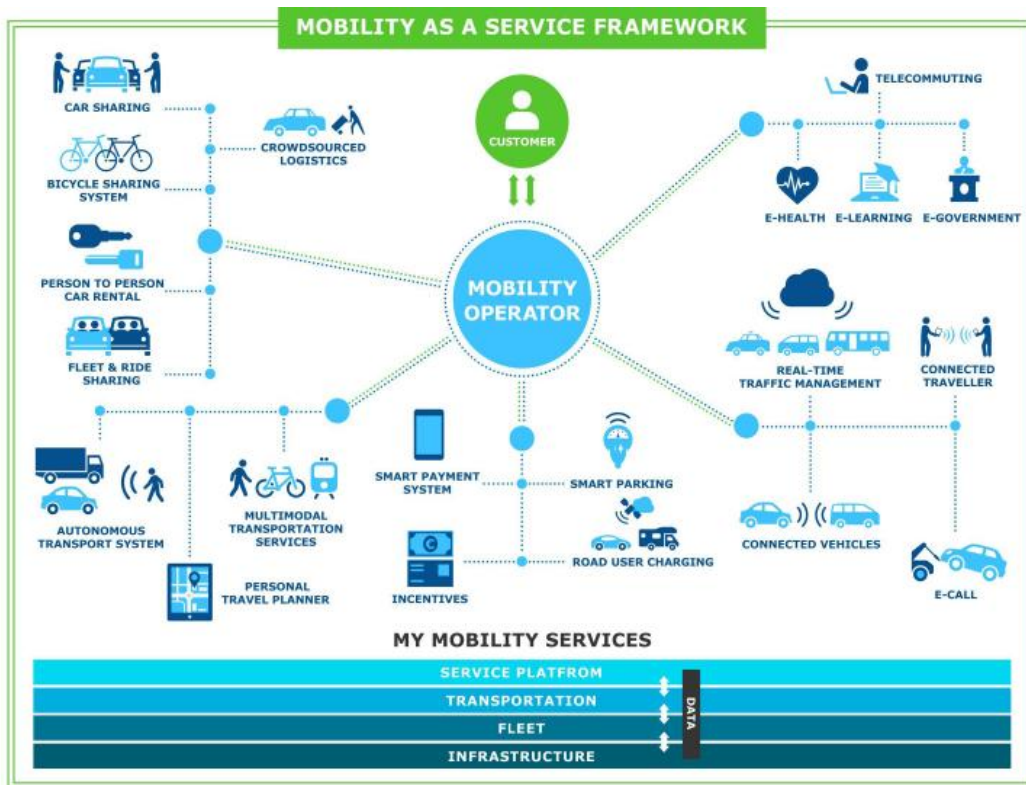 MOBILITY AS A SERVICE FRAMEWORK
CAR SHARING
CROWDSOURCED
LOGISTICS
BICYCLE SHARING
SYSTEM
PERSON TO PERSON
CAR RENTAL
FLEET & RIDE
SHARING
CUSTOMER
MOBILITY
OPERATOR
TELECOMMUTING
E-HEALTH
E-LEARNING
E-GOVERNMENT
REAL-TIME
TRAFFIC MANAGEMENT
CONNECTED
TRAVELLER
AUTONOMOUS
TRANSPORT SYSTEM
MULTIMODAL
TRANSPORTATION
SERVICES
PERSONAL
TRAVEL PLANNER
SMART PAYMENT
SYSTEM
SMART PARKING
INCENTIVES
ROAD USER CHARGING
CONNECTED VEHICLES
E-CALL
MY MOBILITY SERVICES
SERVICE PLATFROM
TRANSPORTATION
FLEET
INFRASTRUCTURE
DATA